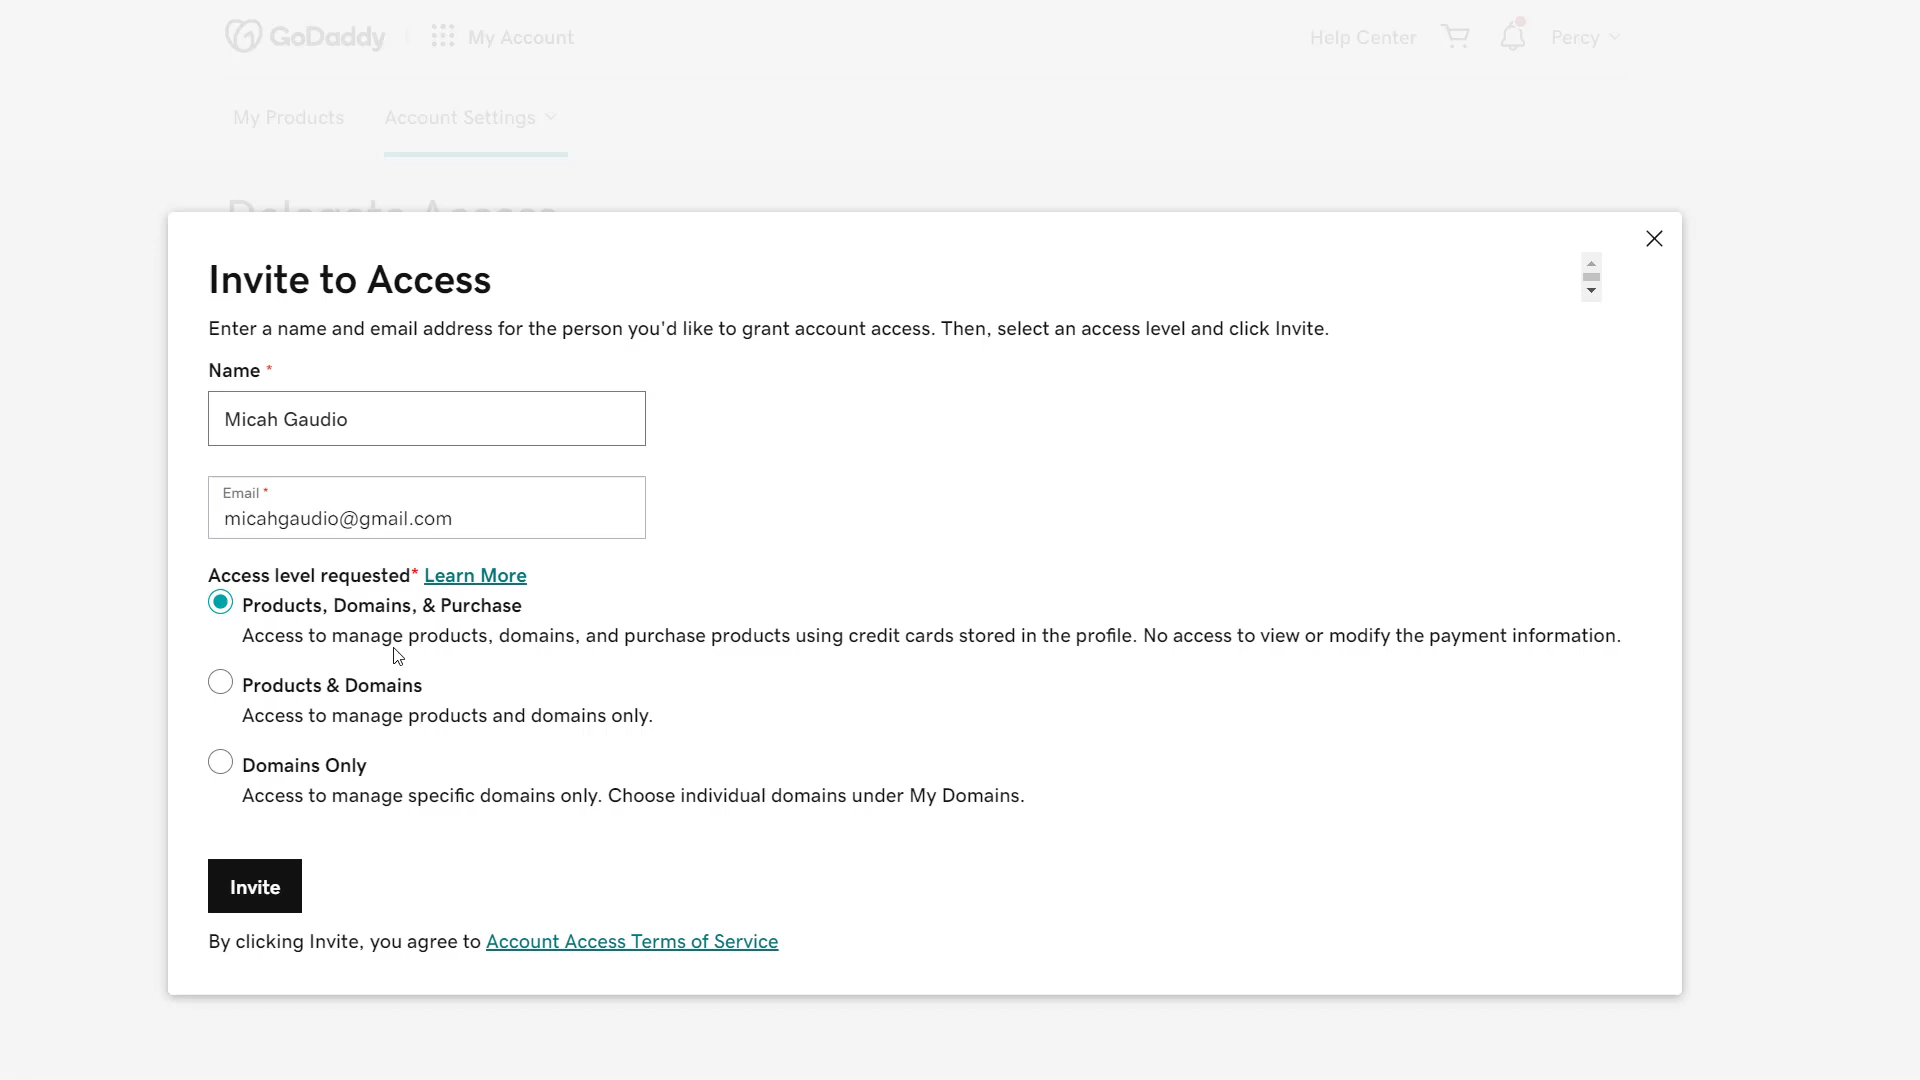 GoDaddy My Account Help Center Percy
My Products Account Settings
Delegate Access
Invite to Access
Enter a name and email address for the person you'd like to grant account access. Then, select an access level and click Invite.
Name *
Micah Gaudio
Email *
micahgaudio@gmail.com
Access level requested* Learn More
Products, Domains, & Purchase
Access to manage products, domains, and purchase products using credit cards stored in the profile. No access to view or modify the payment information.
Products & Domains
Access to manage products and domains only.
Domains Only
Access to manage specific domains only. Choose individual domains under My Domains.
Invite
By clicking Invite, you agree to Account Access Terms of Service